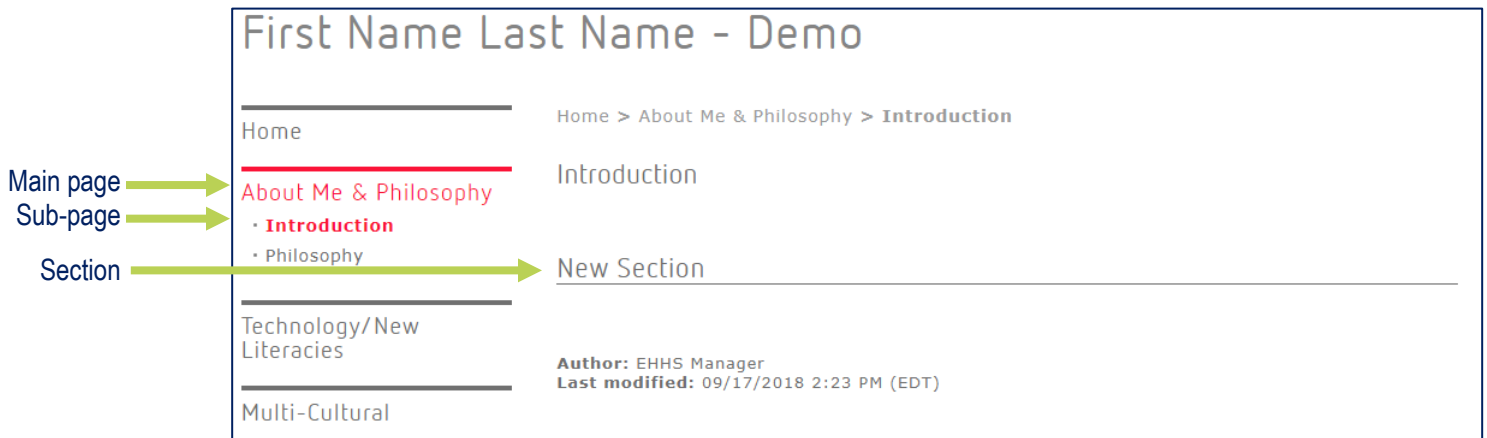 First Name Last Name - Demo
Home
Main page
About Me & Philosophy
Sub-page
· Introduction
· Philosophy
Section
Technology/New
Literacies
Multi-Cultural
Home > About Me & Philosophy > Introduction
Introduction
New Section
Author: EHHS Manager
Last modified: 09/17/2018 2:23 PM (EDT)